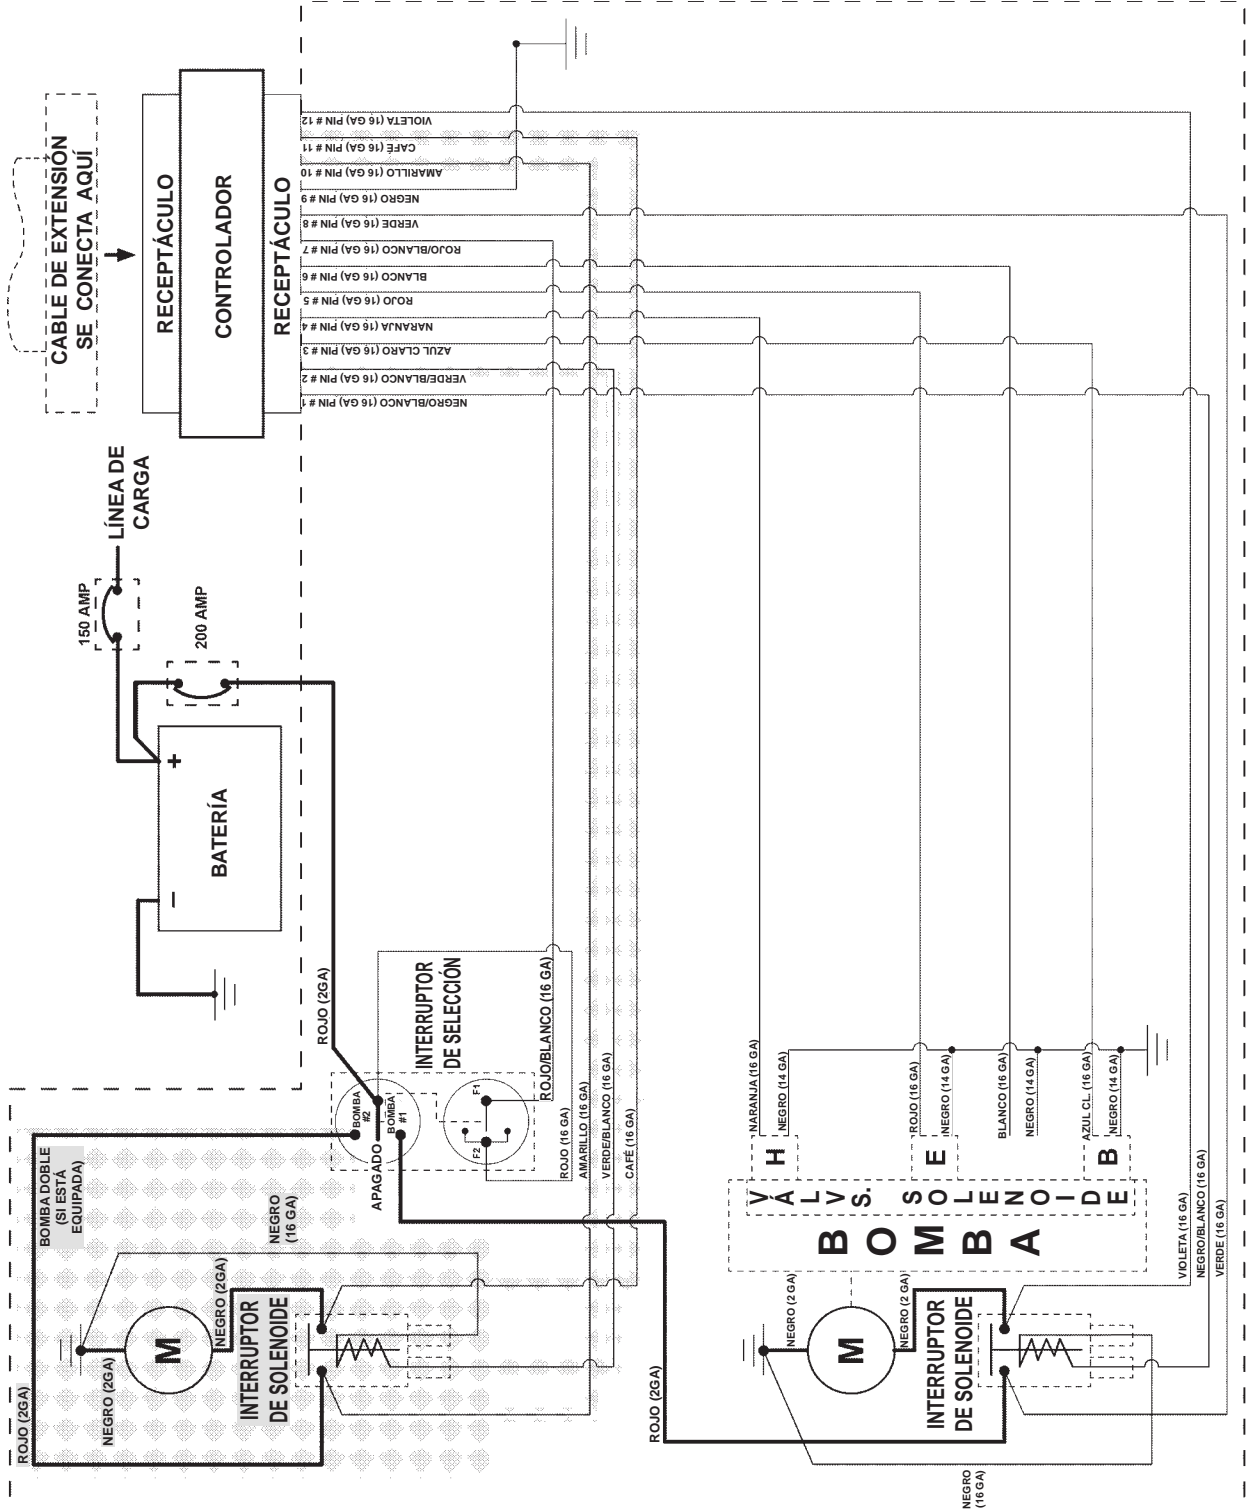 CABLE DE EXTENSION
SE CONECTA AQUÍ
RECEPTÁCULO
CONTROLADOR
RECEPTÁCULO
VIOLETA (16 GA) PIN # 12
CAFÉ (16 GA) PIN # 11
AMARILLO (16 GA) PIN # 10
NEGRO (16 GA) PIN # 9
VERDE (16 GA) PIN # 8
ROJO/BLANCO (16 GA) PIN # 7
BLANCO (16 GA) PIN # 6
ROJO (16 GA) PIN # 5
NARANJA (16 GA) PIN # 4
AZUL CLARO (16 GA) PIN # 3
VERDE/BLANCO (16 GA) PIN # 2
NEGRO/BLANCO (16 GA) PIN # 1
LÍNEA DE
CARGA
150 AMP
200 AMP
+
BATERÍA
–
ROJO (2GA)
INTERRUPTOR
DE SELECCIÓN
ROJO/BLANCO (16 GA)
BOMBA
#2
BOMBA
#1
F1
F2
APAGADO
ROJO (16 GA)
AMARILLO (16 GA)
VERDE/BLANCO (16 GA)
CAFÉ (16 GA)
BOMBA DOBLE
(SI ESTÁ
EQUIPADA)
NEGRO
(16 GA)
ROJO (2GA)
NEGRO (2GA)
M
NEGRO (2GA)
INTERRUPTOR
DE SOLENOIDE
ROJO (2GA)
NARANJA (16 GA)
NEGRO (14 GA)
ROJO (16 GA)
NEGRO (14 GA)
BLANCO (16 GA)
NEGRO (14 GA)
AZUL CL. (16 GA)
NEGRO (14 GA)
H
E
B
VÁLVS. SOLENOIDE
BOMBA
VIOLETA (16 GA)
NEGRO/BLANCO (16 GA)
VERDE (16 GA)
NEGRO (2 GA)
M
NEGRO (2 GA)
INTERRUPTOR
DE SOLENOIDE
NEGRO
(16 GA)